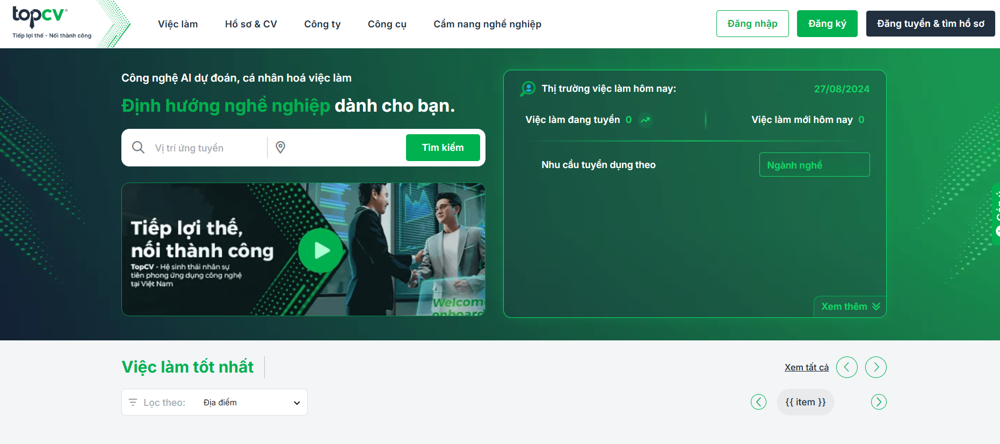 topcv
Tiếp lợi thế - Nối thành công
Việc làm
Hồ sơ & CV
Công ty
Công cụ
Cẩm nang nghề nghiệp
Đăng nhập
Đăng ký
Đăng tuyển & tìm hồ sơ
Công nghệ AI dự đoán, cá nhân hoá việc làm
Định hướng nghề nghiệp dành cho bạn.
Vị trí ứng tuyển
Tìm kiếm
Tiếp lợi thế,
nối thành công
TopCV - Hệ sinh thái nhân sự
tiên phong ứng dụng công nghệ
tại Việt Nam
Welcom
onboard
Thị trường việc làm hôm nay:
27/08/2024
Việc làm đang tuyển 0
Việc làm mới hôm nay 0
Nhu cầu tuyển dụng theo
Ngành nghề
Xem thêm
Việc làm tốt nhất
Xem tất cả
Lọc theo:
Địa điểm
{{ item }}